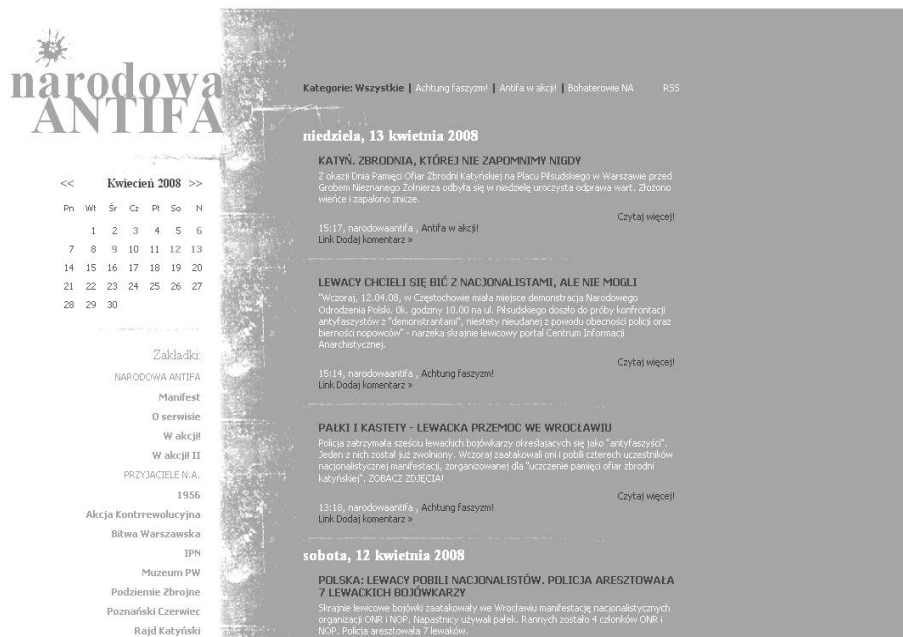 narodowa
ANTIFA
<< Kwiecień 2008 >>
Pn Wt Śr Cz Pt So N
1 2 3 4 5 6
7 8 9 10 11 12 13
14 15 16 17 18 19 20
21 22 23 24 25 26 27
28 29 30
Zakładki:
NARODOWA ANTIFA
Manifest
O serwisie
W akcji!
W akcji! II
PRZYJACIELE N.A.
1956
Akcja Kontrrewolucyjna
Bitwa Warszawska
IPN
Muzeum PW
Podziemie Zbrojne
Poznański Czerwiec
Rajd Katyński
Kategorie: Wszystkie | Achtung faszyzm! | Antifa w akcji! | Bohaterowie NA RSS
niedziela, 13 kwietnia 2008
KATYŃ. ZBRODNIA, KTÓREJ NIE ZAPOMNIMY NIGDY
Z okazji Dnia Pamięci Ofiar Zbrodni Katyńskiej na Placu Piłsudskiego w Warszawie przed
Grobem Nieznanego Żołnierza odbyła się w niedzielę uroczysta odprawa wart. Złożono
wieńce i zapalono znicze.
Czytaj więcej!
15:17, narodowaantifa , Antifa w akcji!
Link Dodaj komentarz »
LEWACY CHCIELI SIĘ BIĆ Z NACJONALISTAMI, ALE NIE MOGLI
"Wczoraj, 12.04.08, w Częstochowie miała miejsce demonstracja Narodowego
Odrodzenia Polski. Ok. godziny 10.00 na ul. Piłsudskiego doszło do próby konfrontacji
antyfaszystów z "demonstrantami", niestety nieudanej z powodu obecności policji oraz
bierności nopowców" - narzeka skrajnie lewicowy portal Centrum Informacji
Anarchistycznej.
Czytaj więcej!
15:14, narodowaantifa , Achtung faszyzm!
Link Dodaj komentarz »
PAŁKI I KASTETY - LEWACKA PRZEMOC WE WROCŁAWIU
Policja zatrzymała sześciu lewackich bojówkarzy określających się jako "antyfaszyści".
Jeden z nich został już zwolniony. Wczoraj zaatakowali oni i pobili czterech uczestników
nacjonalistycznej manifestacji, zorganizowanej dla "uczczenie pamięci ofiar zbrodni
katyńskiej". ZOBACZ ZDJĘCIA!
Czytaj więcej!
13:18, narodowaantifa , Achtung faszyzm!
Link Dodaj komentarz »
sobota, 12 kwietnia 2008
POLSKA: LEWACY POBILI NACJONALISTÓW. POLICJA ARESZTOWAŁA
7 LEWACKICH BOJÓWKARZY
Skrajnie lewicowe bojówki zaatakowały we Wrocławiu manifestację nacjonalistycznych
organizacji ONR i NOP. Napastnicy używali pałek. Rannych zostało 4 członków ONR i
NOP. Policja aresztowała 7 lewaków.